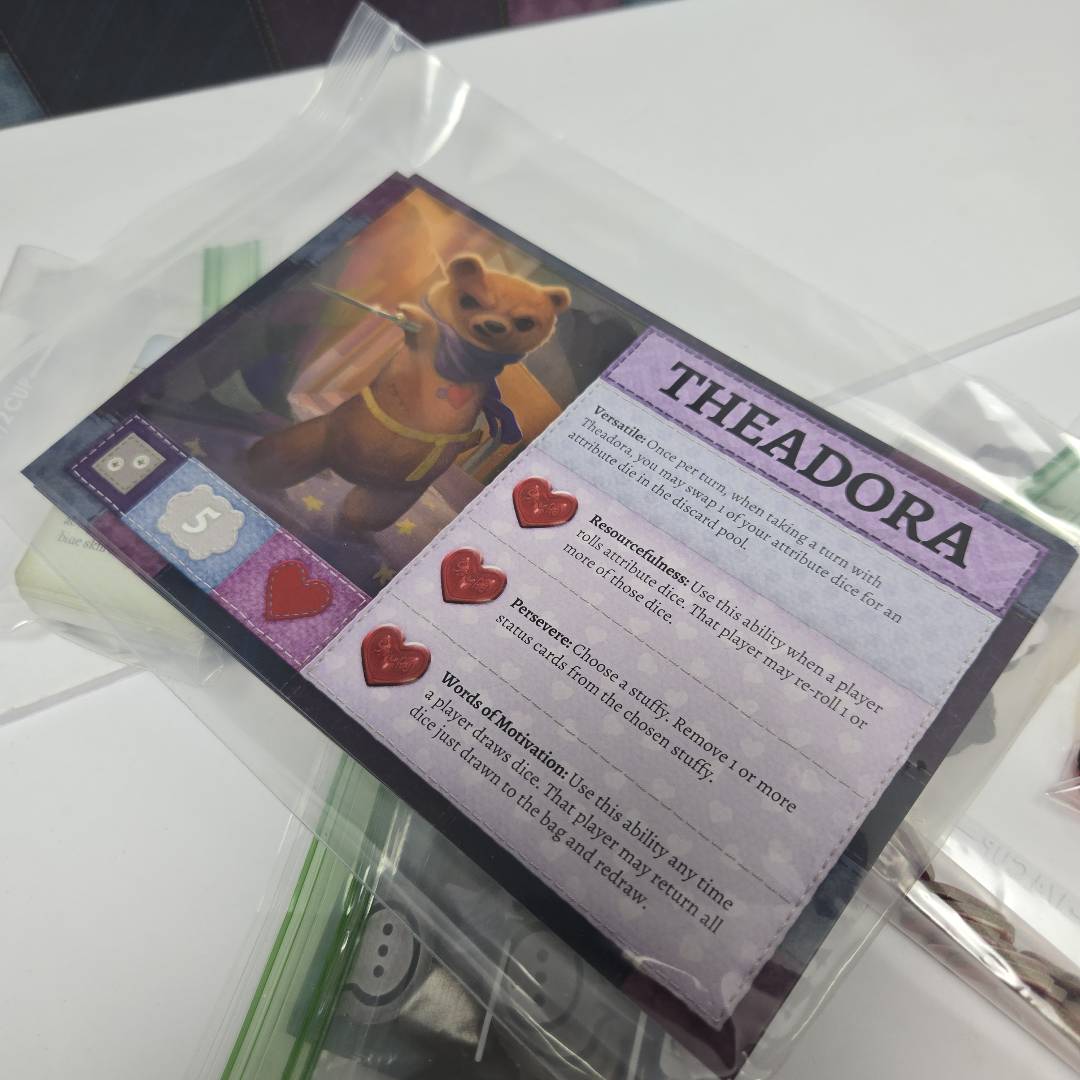 THEADORA
Versatile: Once per turn, when taking a turn with
Theadora, you may swap 1 of your attribute dice for an
attribute die in the discard pool.
Resourcefulness: Use this ability when a player
rolls attribute dice. That player may re-roll 1 or
more of those dice.
Persevere: Choose a stuffy. Remove 1 or more
status cards from the chosen stuffy.
Words of Motivation: Use this ability any time
a player draws dice. That player may return all
dice just drawn to the bag and redraw.
5